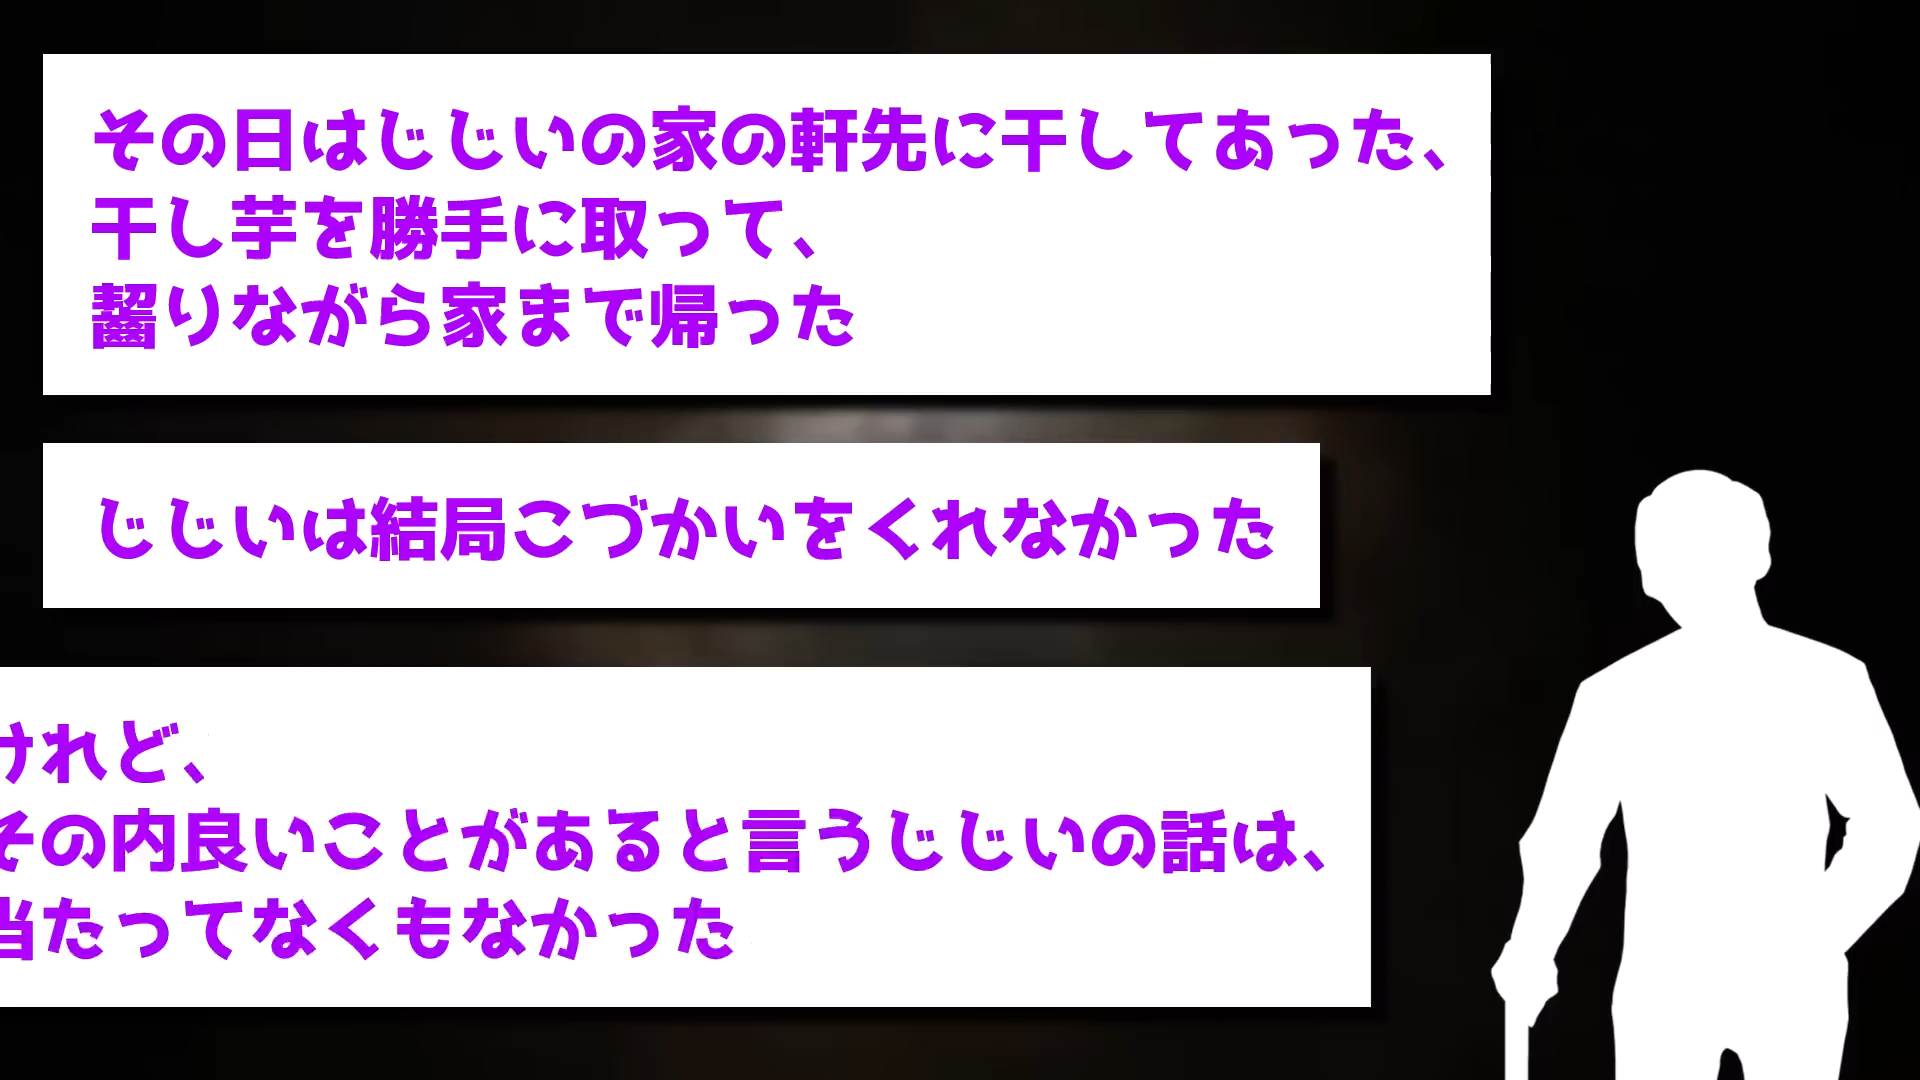 その日はじじいの家の軒先に干してあった、
干し芋を勝手に取って、
齧りながら家まで帰った
じじいは結局こづかいをくれなかった
けれど、
その内良いことがあると言うじじいの話は、
当たってなくもなかった